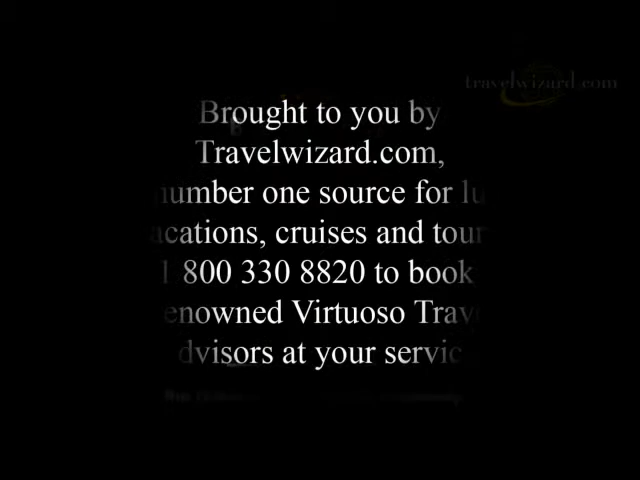 travelwizard.com
Brought to you by
Travelwizard.com,
number one source for lu
acations, cruises and tour
1 800 330 8820 to book
enowned Virtuoso Trav
dvisors at your servic